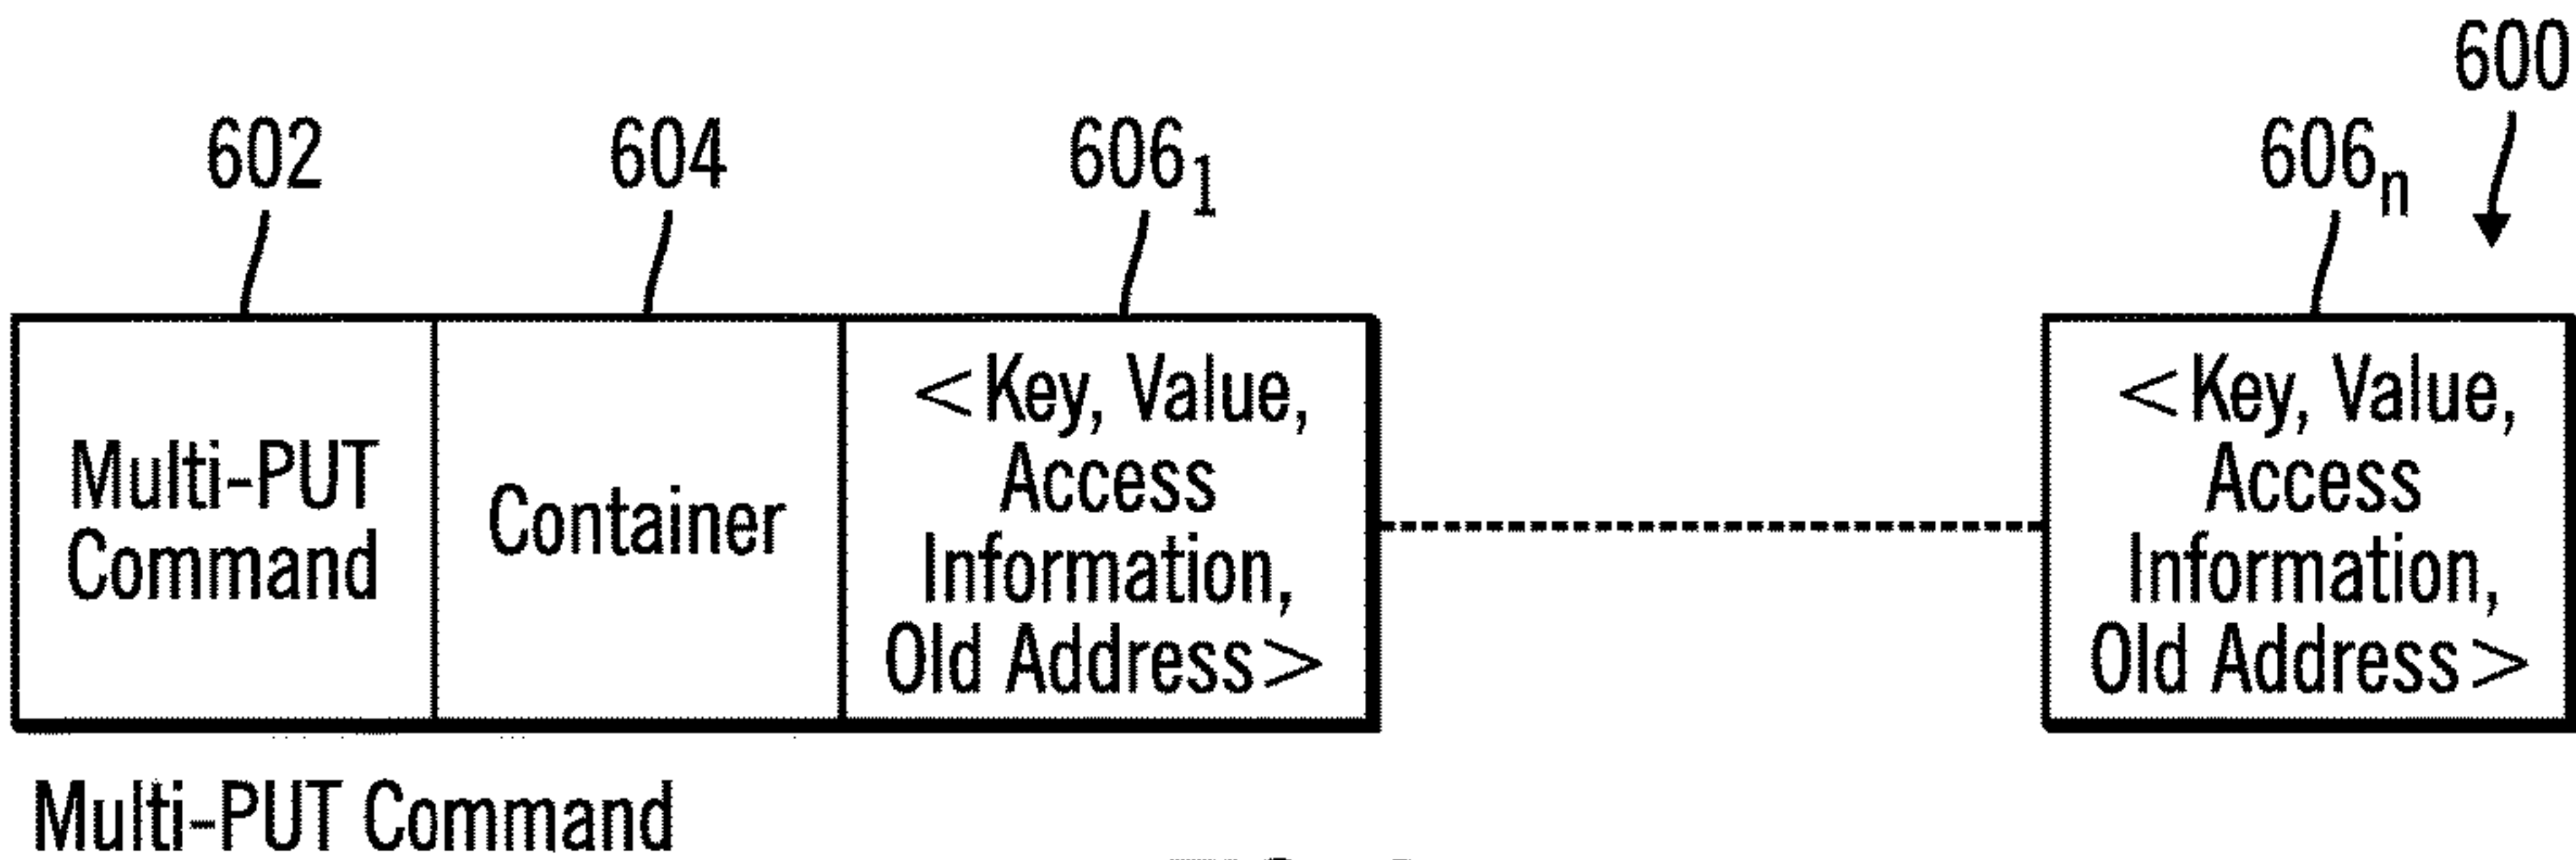 600
602 604 606₁ 606ₙ
Multi-PUT
Command
Container
<Key, Value,
Access
Information,
Old Address>
<Key, Value,
Access
Information,
Old Address>
Multi-PUT Command